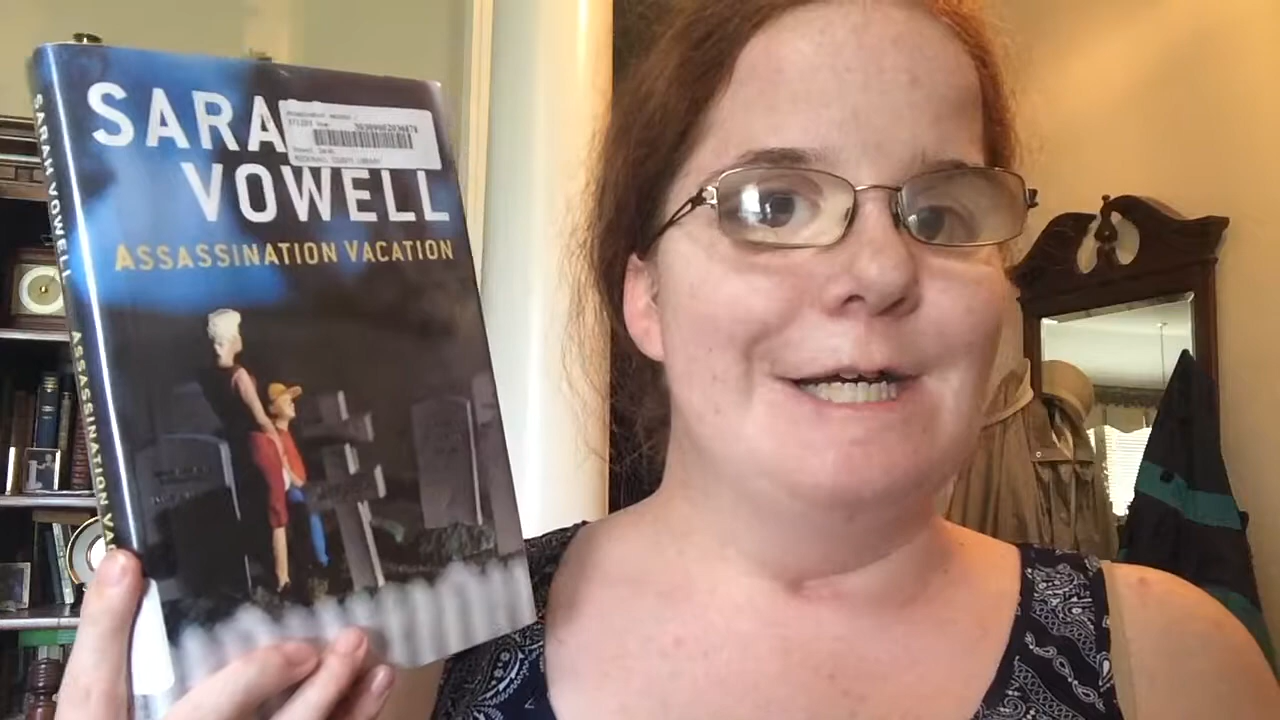 SARA
VOWELL
ASSASSINATION VACATION
SARAH VOWELL
ASSASSINATION VA